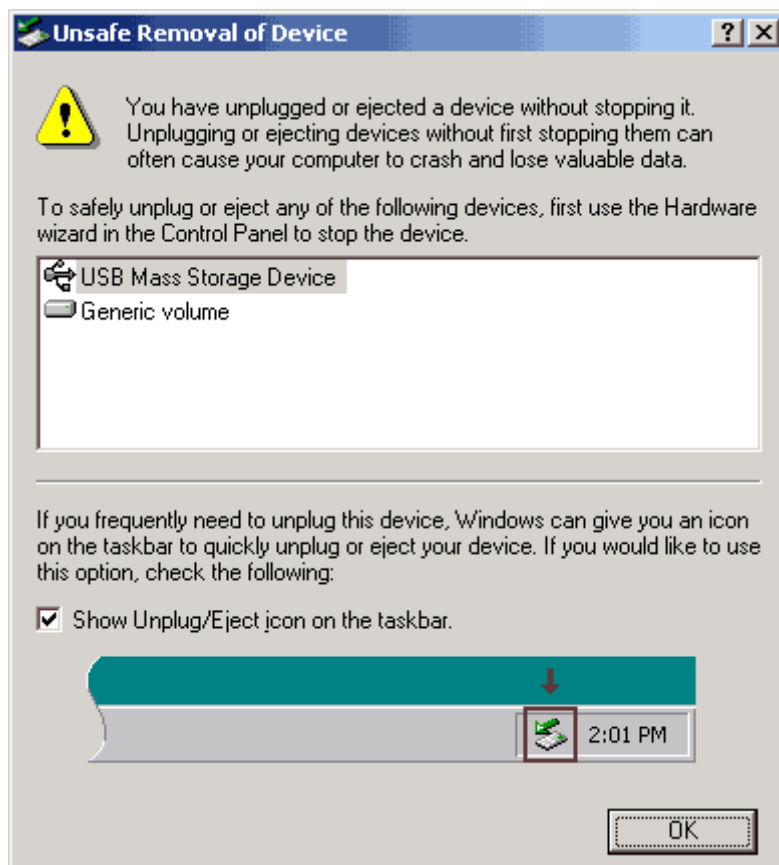 Unsafe Removal of Device
You have unplugged or ejected a device without stopping it.
Unplugging or ejecting devices without first stopping them can
often cause your computer to crash and lose valuable data.
To safely unplug or eject any of the following devices, first use the Hardware
wizard in the Control Panel to stop the device.
USB Mass Storage Device
Generic volume
If you frequently need to unplug this device, Windows can give you an icon
on the taskbar to quickly unplug or eject your device. If you would like to use
this option, check the following:
Show Unplug/Eject icon on the taskbar.
2:01 PM
OK